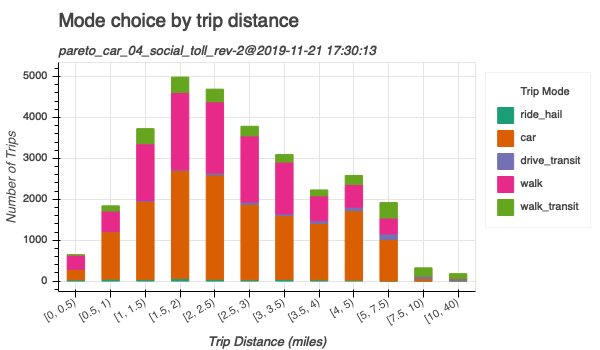 Mode choice by trip distance
pareto_car_04_social_toll_rev-2@2019-11-21 17:30:13
Number of Trips
5000
4000
3000
2000
1000
0
[0, 0.5)
[0.5, 1)
[1, 1.5)
[1.5, 2)
[2, 2.5)
[2.5, 3)
[3, 3.5)
[3.5, 4)
[4, 5)
[5, 7.5)
[7.5, 10)
[10, 40)
Trip Distance (miles)
Trip Mode
ride_hail
car
drive_transit
walk
walk_transit